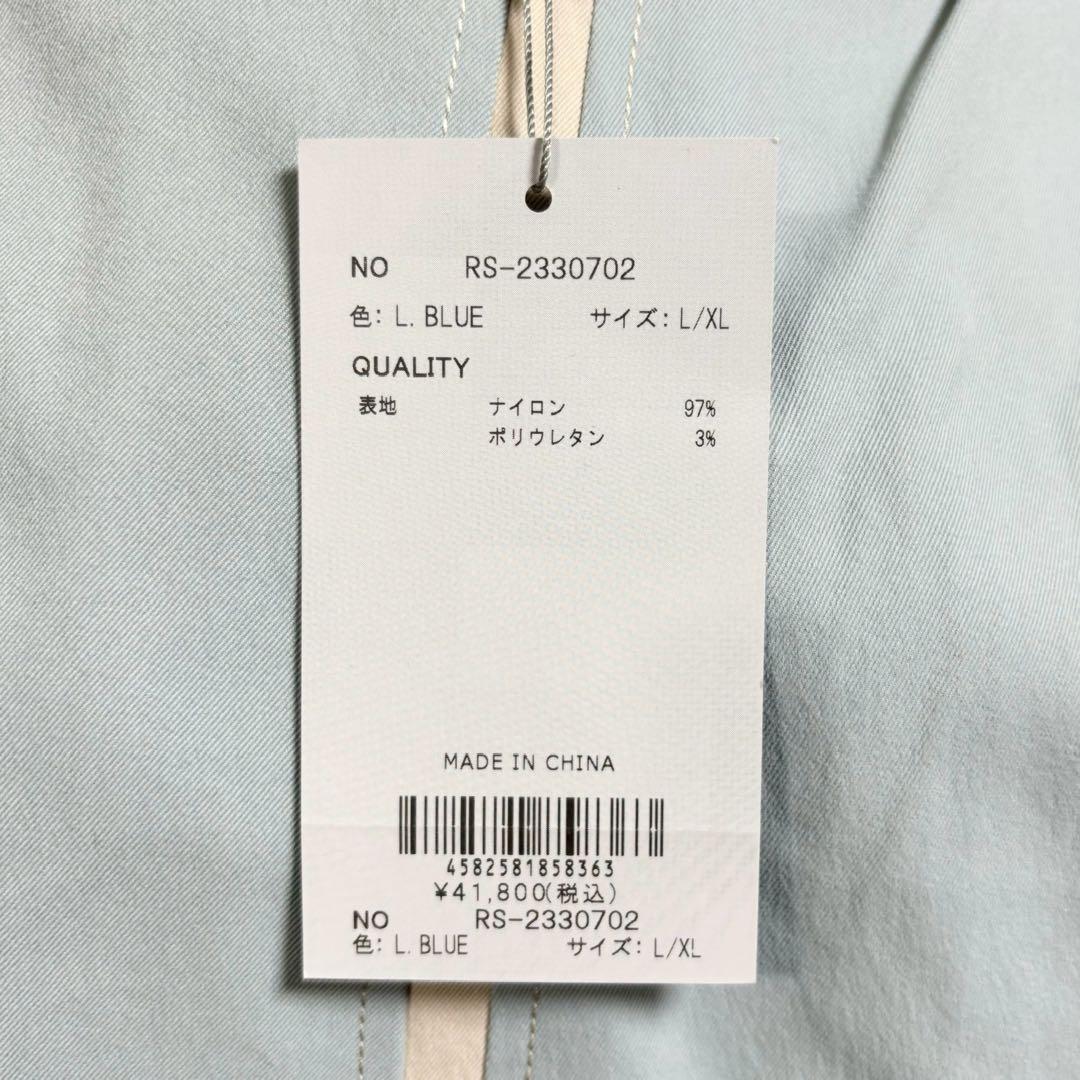 NO RS-2330702
色: L. BLUE サイズ: L/XL
QUALITY
表地 ナイロン 97%
ポリウレタン 3%
MADE IN CHINA
4582581858363
¥41,800(税込)
NO RS-2330702
色: L. BLUE サイズ: L/XL